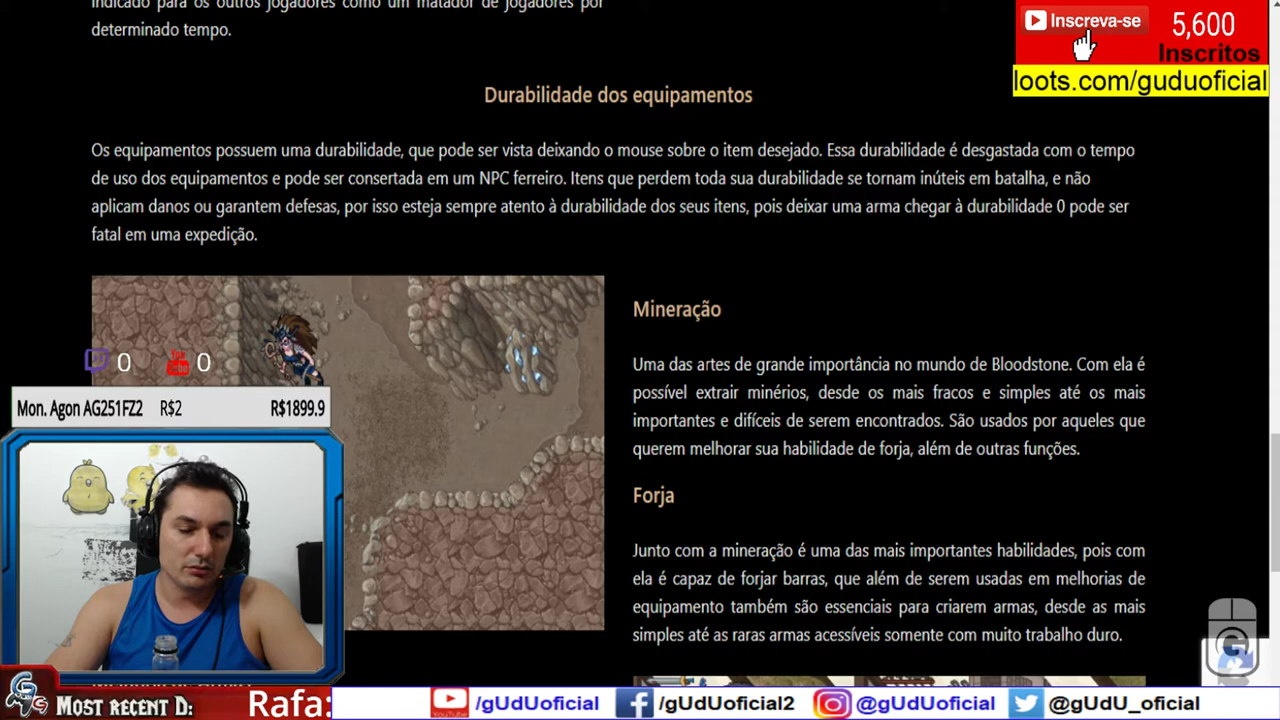 indicado para os outros jogadores como um matador de jogadores por
determinado tempo.
Inscreva-se
5,600
Inscritos
loots.com/guduoficial
Durabilidade dos equipamentos
Os equipamentos possuem uma durabilidade, que pode ser vista deixando o mouse sobre o item desejado. Essa durabilidade é desgastada com o tempo
de uso dos equipamentos e pode ser consertada em um NPC ferreiro. Itens que perdem toda sua durabilidade se tornam inúteis em batalha, e não
aplicam danos ou garantem defesas, por isso esteja sempre atento à durabilidade dos seus itens, pois deixar uma arma chegar à durabilidade 0 pode ser
fatal em uma expedição.
0 You Tube 0
Mon. Agon AG251FZ2 R$2 R$1899.9
Mineração
Uma das artes de grande importância no mundo de Bloodstone. Com ela é
possível extrair minérios, desde os mais fracos e simples até os mais
importantes e difíceis de serem encontrados. São usados por aqueles que
querem melhorar sua habilidade de forja, além de outras funções.
Forja
Junto com a mineração é uma das mais importantes habilidades, pois com
ela é capaz de forjar barras, que além de serem usadas em melhorias de
equipamento também são essenciais para criarem armas, desde as mais
simples até as raras armas acessíveis somente com muito trabalho duro.
Most recent D: Rafa:
YouTube /gUdUoficial /gUdUoficial2 @gUdUoficial @gUdU_oficial